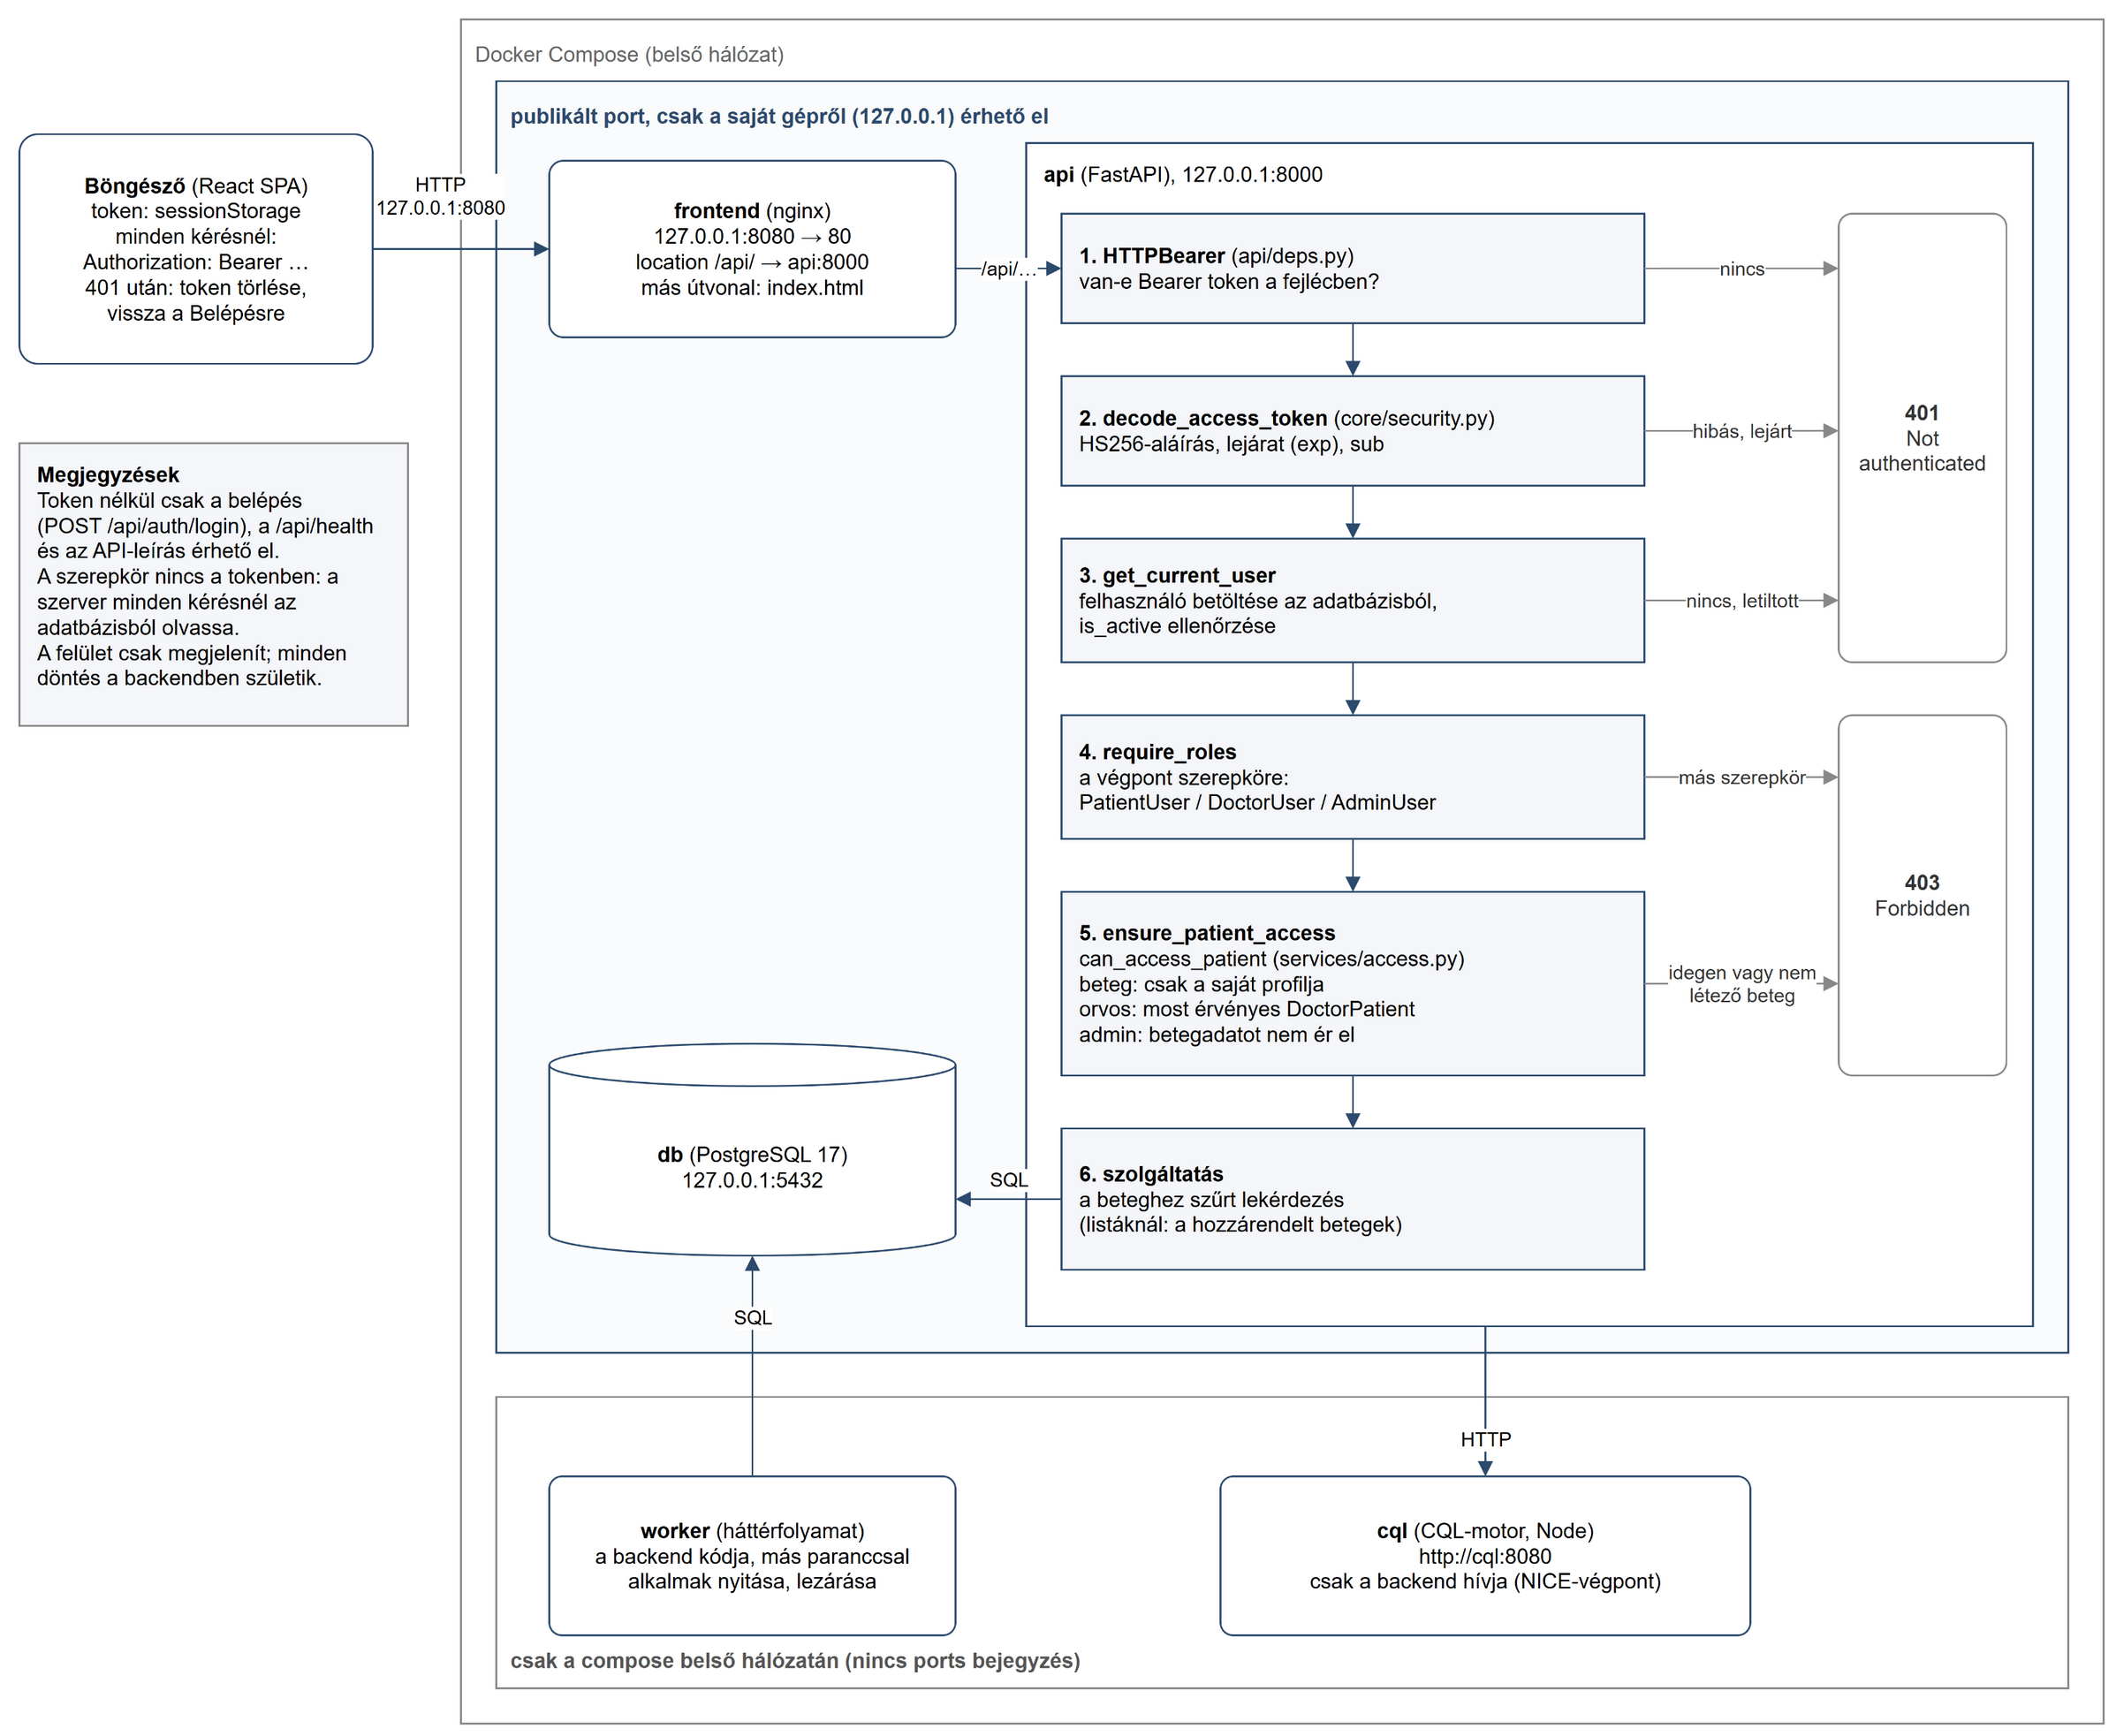 Docker Compose (belső hálózat)
publikált port, csak a saját gépről (127.0.0.1) érhető el
Böngésző (React SPA)
token: sessionStorage
minden kérésnél:
Authorization: Bearer …
401 után: token törlése,
vissza a Belépésre
HTTP
127.0.0.1:8080
frontend (nginx)
127.0.0.1:8080 → 80
location /api/ → api:8000
más útvonal: index.html
/api/…
api (FastAPI), 127.0.0.1:8000
1. HTTPBearer (api/deps.py)
van-e Bearer token a fejlécben?
nincs
2. decode_access_token (core/security.py)
HS256-aláírás, lejárat (exp), sub
hibás, lejárt
401
Not
authenticated
3. get_current_user
felhasználó betöltése az adatbázisból,
is_active ellenőrzése
nincs, letiltott
Megjegyzések
Token nélkül csak a belépés
(POST /api/auth/login), a /api/health
és az API-leírás érhető el.
A szerepkör nincs a tokenben: a
szerver minden kérésnél az
adatbázisból olvassa.
A felület csak megjelenít; minden
döntés a backendben születik.
4. require_roles
a végpont szerepköre:
PatientUser / DoctorUser / AdminUser
más szerepkör
403
Forbidden
5. ensure_patient_access
can_access_patient (services/access.py)
beteg: csak a saját profilja
orvos: most érvényes DoctorPatient
admin: betegadatot nem ér el
idegen vagy nem
létező beteg
6. szolgáltatás
a beteghez szűrt lekérdezés
(listáknál: a hozzárendelt betegek)
SQL
db (PostgreSQL 17)
127.0.0.1:5432
SQL
HTTP
worker (háttérfolyamat)
a backend kódja, más paranccsal
alkalmak nyitása, lezárása
cql (CQL-motor, Node)
http://cql:8080
csak a backend hívja (NICE-végpont)
csak a compose belső hálózatán (nincs ports bejegyzés)